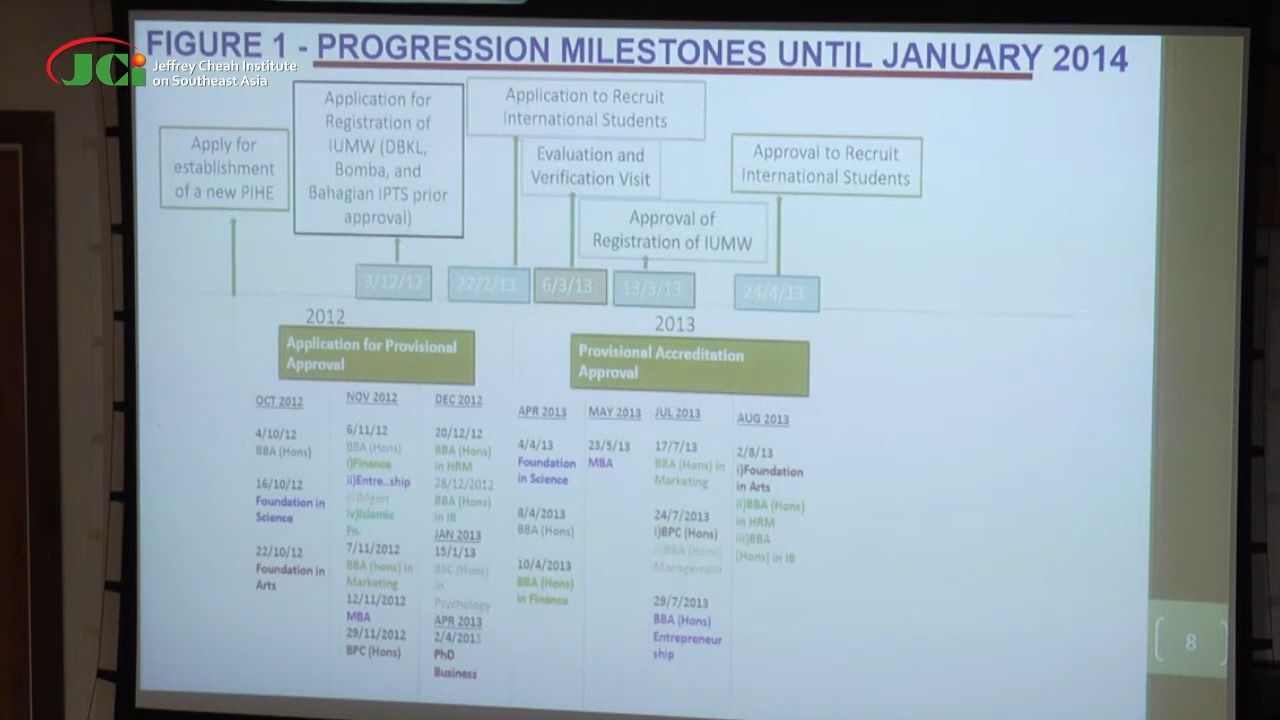 FIGURE 1 - PROGRESSION MILESTONES UNTIL JANUARY 2014
JCi
Jeffrey Cheah Institute
on Southeast Asia
Apply for
establishment
of a new PIHE
Application for
Registration of
IUMW (DBKL,
Bomba, and
Bahagian IPTS prior
approval)
Application to Recruit
International Students
Evaluation and
Verification Visit
Approval of
Registration of IUMW
Approval to Recruit
International Students
3/12/12
22/2/13
6/3/13
13/3/13
24/4/13
2012
2013
Application for Provisional
Approval
Provisional Accreditation
Approval
OCT 2012
4/10/12
BBA (Hons)
16/10/12
Foundation in
Science
22/10/12
Foundation in
Arts
NOV 2012
6/11/12
BBA (Hons)
i)Finance
ii)Entre..ship
iii)Mgmt
iv)Islamic
Fn.
7/11/2012
BBA (hons) in
Marketing
12/11/2012
MBA
29/11/2012
BPC (Hons)
DEC 2012
20/12/12
BBA (Hons)
in HRM
28/12/2012
BBA (Hons)
in IB
JAN 2013
15/1/13
BSC (Hons)
in
Psychology
APR 2013
2/4/2013
PhD
Business
APR 2013
4/4/13
Foundation
in Science
8/4/2013
BBA (Hons)
10/4/2013
BBA (Hons)
in Finance
MAY 2013
23/5/13
MBA
JUL 2013
17/7/13
BBA (Hons) in
Marketing
24/7/2013
i)BPC (Hons)
ii)BBA (Hons)
Management
29/7/2013
BBA (Hons)
Entrepreneur
ship
AUG 2013
2/8/13
i)Foundation
in Arts
ii)BBA (Hons)
in HRM
iii)BBA
(Hons) in IB
8